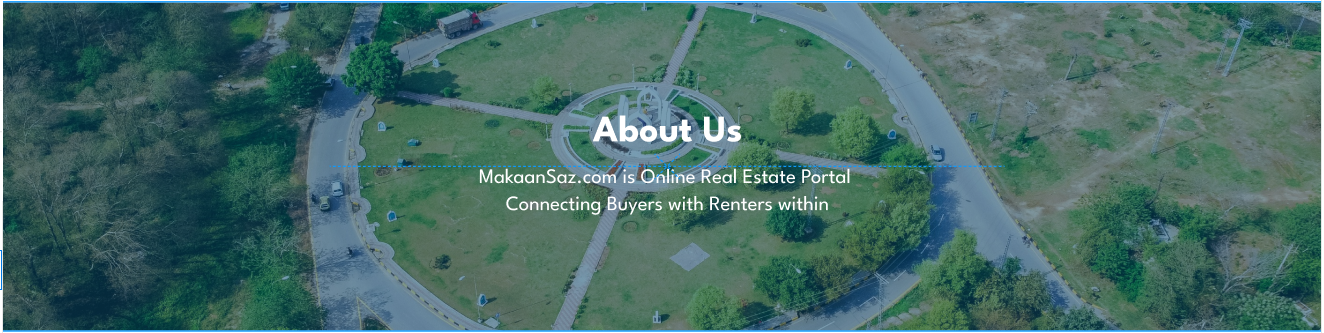 About Us
MakaanSaz.com is Online Real Estate Portal
Connecting Buyers with Renters within